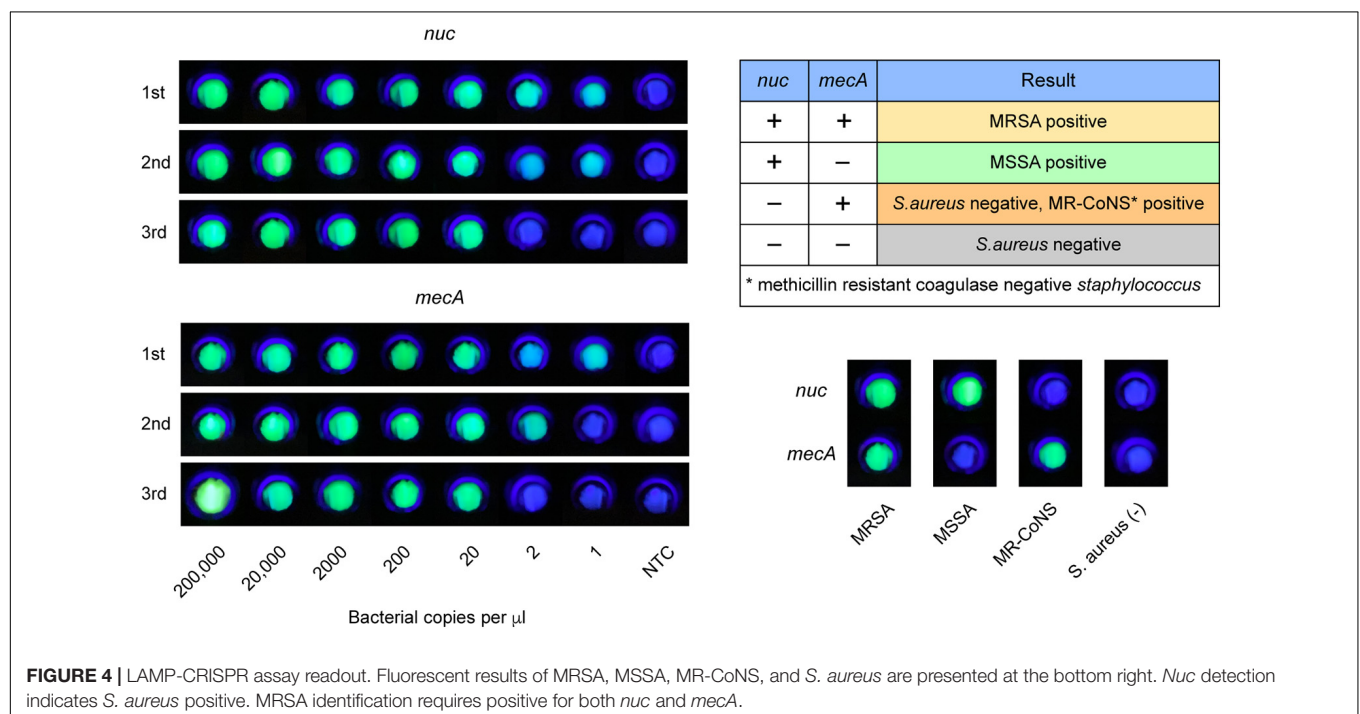 nuc
1st
2nd
3rd
mecA
1st
2nd
3rd
200,000
20,000
2000
200
20
2
1
NTC
Bacterial copies per µl
nuc mecA Result
+ + MRSA positive
+ − MSSA positive
− + S.aureus negative, MR-CoNS* positive
− − S.aureus negative
* methicillin resistant coagulase negative staphylococcus
nuc
mecA
MRSA
MSSA
MR-CoNS
S. aureus (-)
FIGURE 4 | LAMP-CRISPR assay readout. Fluorescent results of MRSA, MSSA, MR-CoNS, and S. aureus are presented at the bottom right. Nuc detection
indicates S. aureus positive. MRSA identification requires positive for both nuc and mecA.